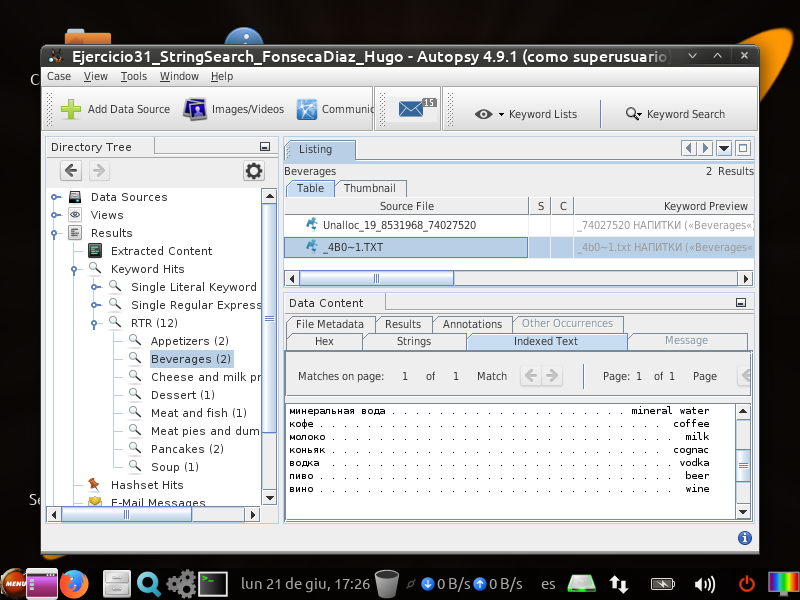 Ejercicio31_StringSearch_FonsecaDiaz_Hugo - Autopsy 4.9.1 (como superusuario
Case View Tools Window Help
Add Data Source Images/Videos Communic 15 Keyword Lists Keyword Search
Directory Tree
Data Sources
Views
Results
Extracted Content
Keyword Hits
Single Literal Keyword
Single Regular Express
RTR (12)
Appetizers (2)
Beverages (2)
Cheese and milk pr
Dessert (1)
Meat and fish (1)
Meat pies and dum
Pancakes (2)
Soup (1)
Hashset Hits
E-Mail Messages
Listing
Beverages 2 Results
Table Thumbnail
Source File S C Keyword Preview
Unalloc_19_8531968_74027520 _74027520 НАПИТКИ («Beverages«
_4B0~1.TXT _4b0~1.txt НАПИТКИ («Beverages«
Data Content
File Metadata Results Annotations Other Occurrences
Hex Strings Indexed Text Message
Matches on page: 1 of 1 Match Page: 1 of 1 Page
минеральная вода . . . . . . . . . . . . . . . . . . . . . . . mineral water
кофе . . . . . . . . . . . . . . . . . . . . . . . . . . . . . . . . coffee
молоко . . . . . . . . . . . . . . . . . . . . . . . . . . . . . . . . milk
коньяк . . . . . . . . . . . . . . . . . . . . . . . . . . . . . . . cognac
водка . . . . . . . . . . . . . . . . . . . . . . . . . . . . . . . . vodka
пиво . . . . . . . . . . . . . . . . . . . . . . . . . . . . . . . . . beer
вино . . . . . . . . . . . . . . . . . . . . . . . . . . . . . . . . . wine
MENU lun 21 de giu, 17:26 0 B/s 0 B/s es